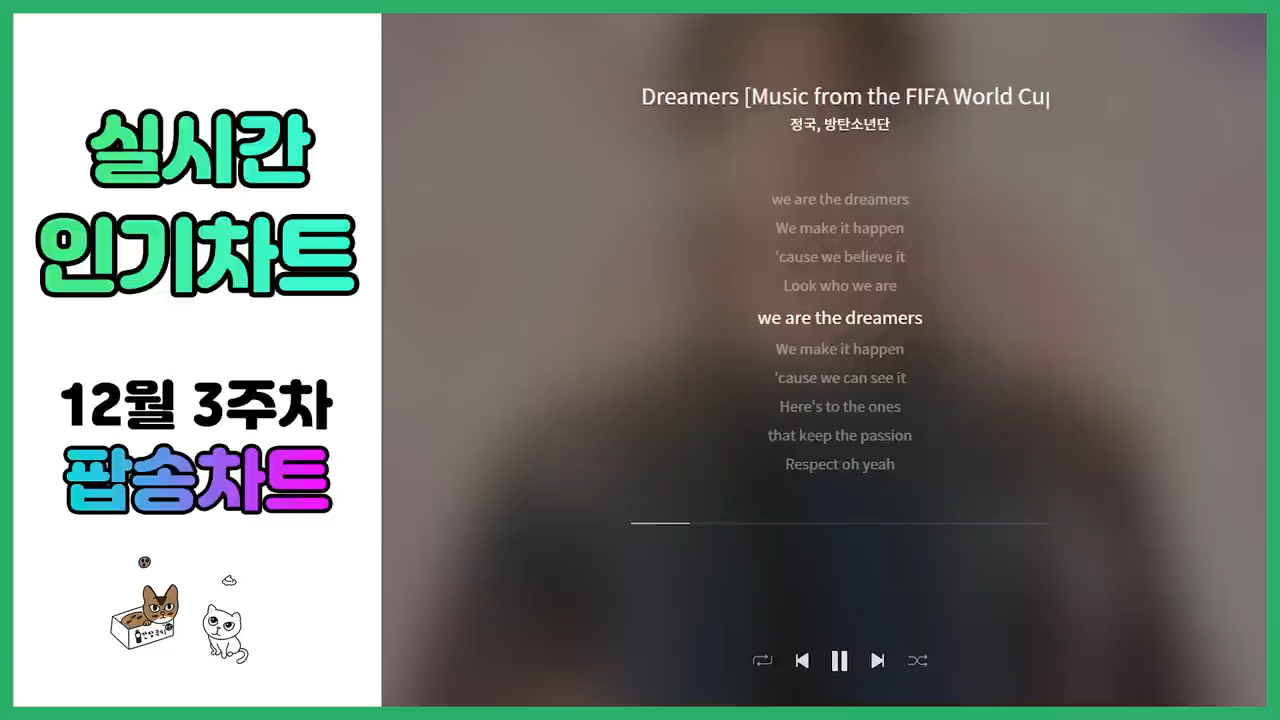 실시간
인기차트
12월 3주차
팝송차트
Dreamers [Music from the FIFA World Cu
정국, 방탄소년단
we are the dreamers
We make it happen
'cause we believe it
Look who we are
we are the dreamers
We make it happen
'cause we can see it
Here's to the ones
that keep the passion
Respect oh yeah